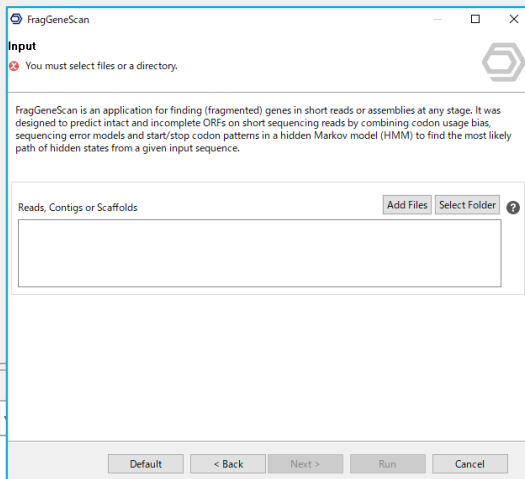 FragGeneScan
Input
You must select files or a directory.
FragGeneScan is an application for finding (fragmented) genes in short reads or assemblies at any stage. It was
designed to predict intact and incomplete ORFs on short sequencing reads by combining codon usage bias,
sequencing error models and start/stop codon patterns in a hidden Markov model (HMM) to find the most likely
path of hidden states from a given input sequence.
Reads, Contigs or Scaffolds
Add Files Select Folder ?
Default < Back Next > Run Cancel